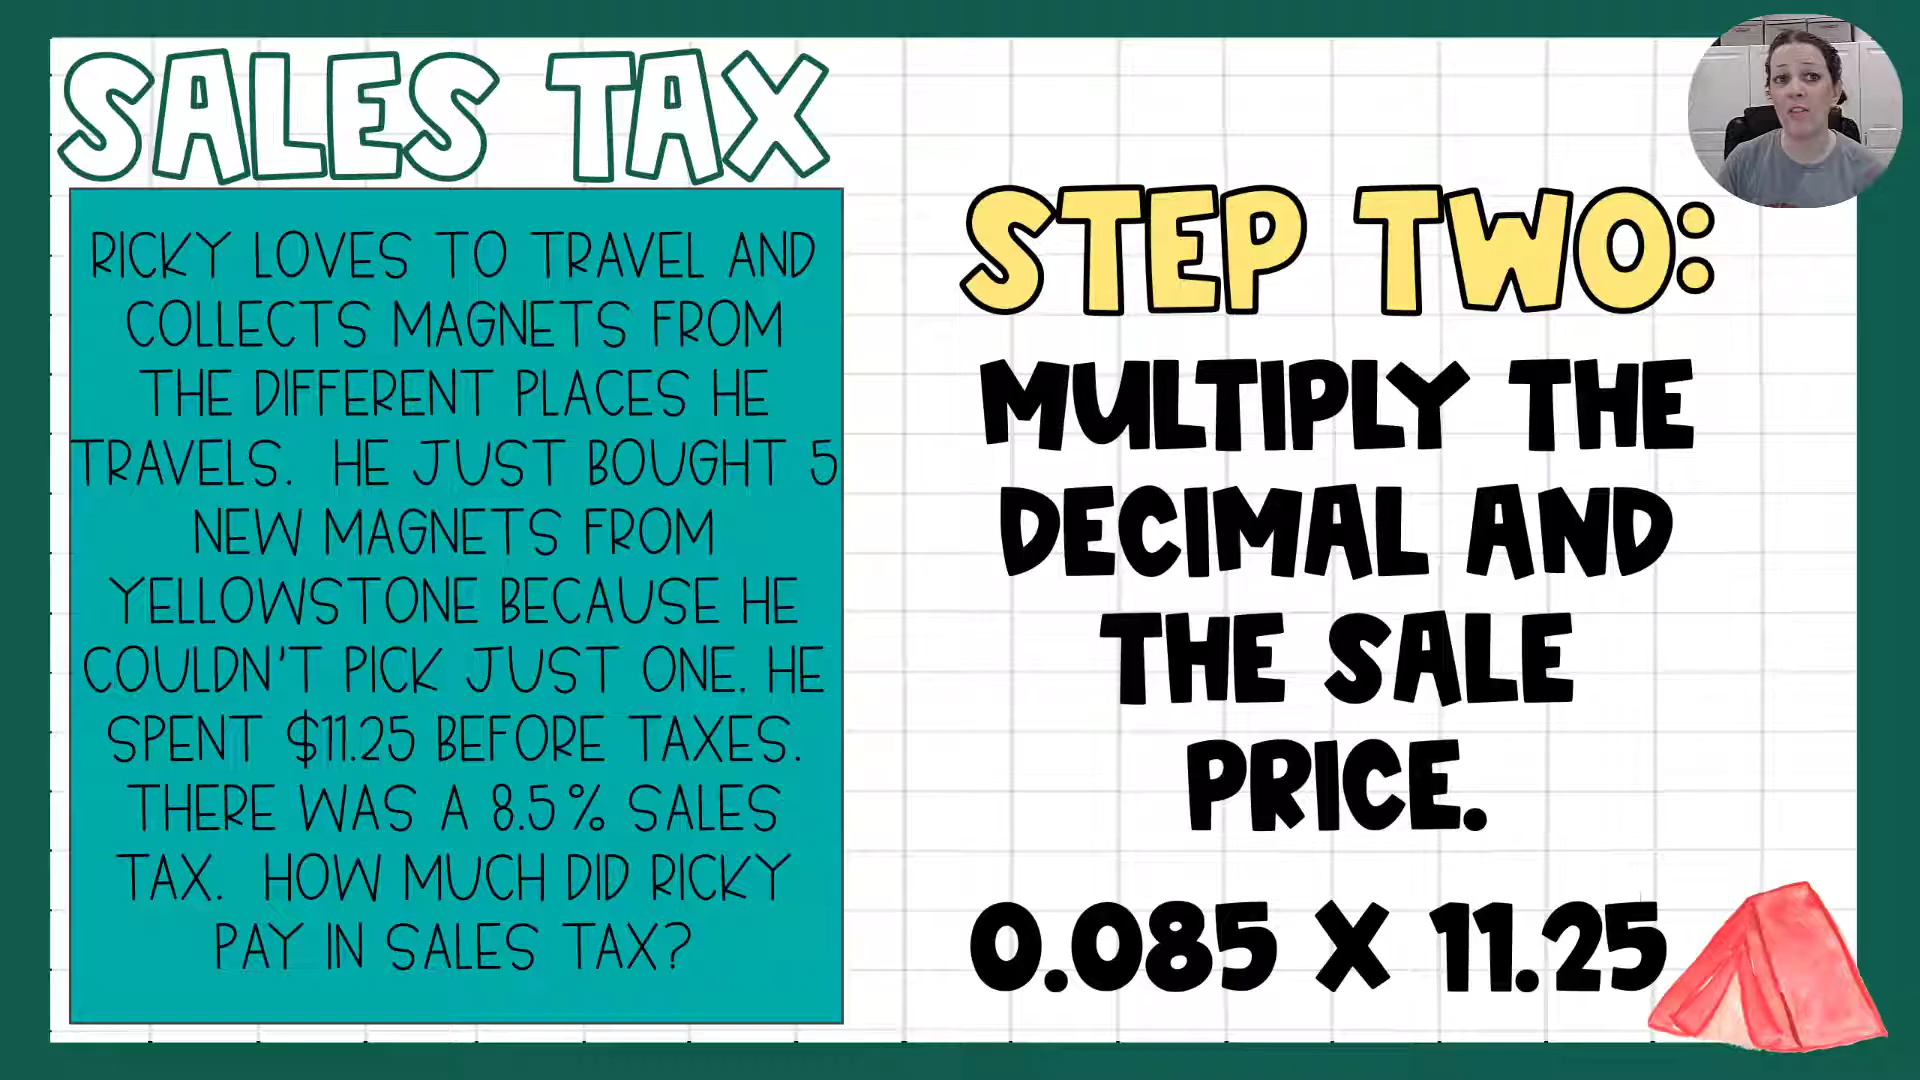 SALES TAX
RICKY LOVES TO TRAVEL AND
COLLECTS MAGNETS FROM
THE DIFFERENT PLACES HE
TRAVELS. HE JUST BOUGHT 5
NEW MAGNETS FROM
YELLOWSTONE BECAUSE HE
COULDN'T PICK JUST ONE. HE
SPENT $11.25 BEFORE TAXES.
THERE WAS A 8.5% SALES
TAX. HOW MUCH DID RICKY
PAY IN SALES TAX?
STEP TWO:
MULTIPLY THE
DECIMAL AND
THE SALE
PRICE.
0.085 X 11.25